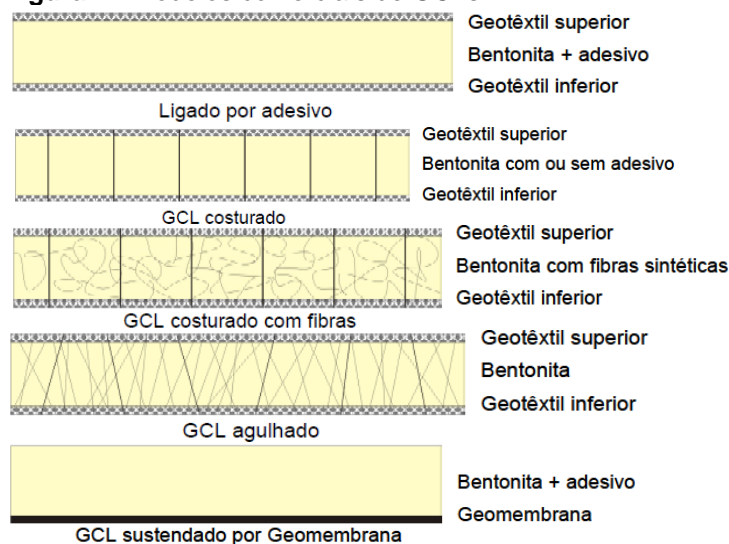 Geotêxtil superior
Bentonita + adesivo
Geotêxtil inferior
Ligado por adesivo
Geotêxtil superior
Bentonita com ou sem adesivo
Geotêxtil inferior
GCL costurado
Geotêxtil superior
Bentonita com fibras sintéticas
Geotêxtil inferior
GCL costurado com fibras
Geotêxtil superior
Bentonita
Geotêxtil inferior
GCL agulhado
Bentonita + adesivo
Geomembrana
GCL sustendado por Geomembrana